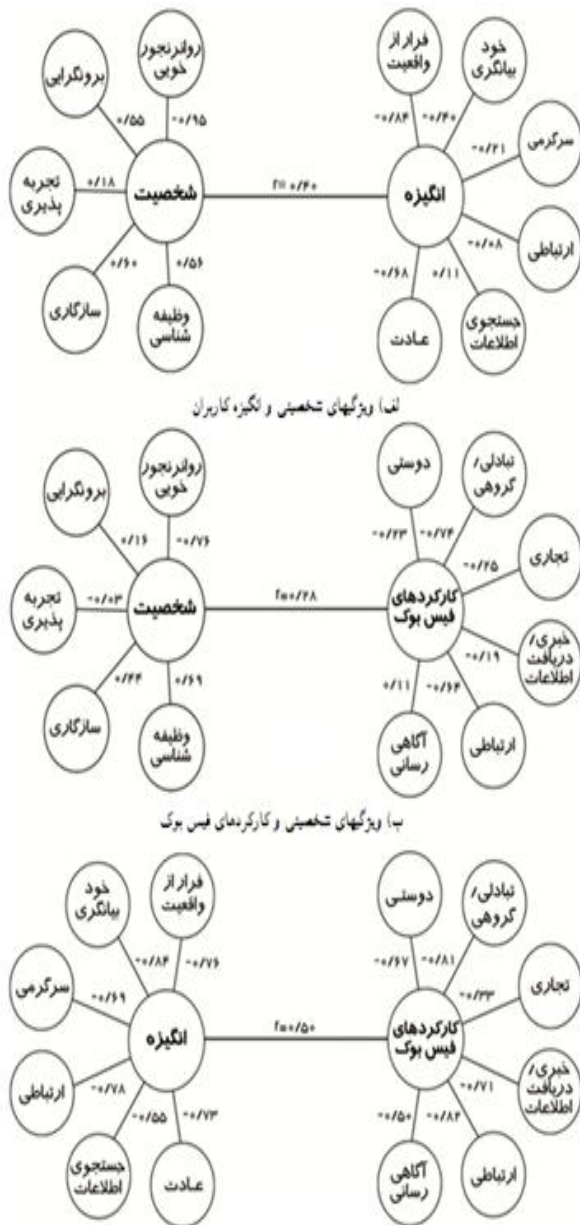 روانرنجور
خویی
برونگرایی
تجربه
پذیری
سازگاری
وظیفه
شناسی
شخصیت
-۰/۹۵
۰/۵۵
۰/۱۸
۰/۶۰
۰/۵۶
r=۰/۴۰
فرار از
واقعیت
خود
بیانگری
سرگرمی
ارتباطی
جستجوی
اطلاعات
عادت
انگیزه
-۰/۸۴
-۰/۴۰
-۰/۲۱
-۰/۰۸
۰/۱۱
-۰/۶۸
لف) ویژگیهای شخصیتی و انگیزه کاربران
روانرنجور
خویی
برونگرایی
تجربه
پذیری
سازگاری
وظیفه
شناسی
شخصیت
-۰/۷۶
۰/۱۶
-۰/۰۳
۰/۴۴
۰/۶۹
r=۰/۲۸
دوستی
تبادلی/
گروهی
تجاری
خبری/
دریافت
اطلاعات
ارتباطی
آگاهی
رسانی
کارکردهای
فیس بوک
-۰/۲۳
-۰/۷۴
-۰/۲۵
-۰/۱۹
-۰/۶۴
۰/۱۱
ب) ویژگیهای شخصیتی و کارکردهای فیس بوک
فرار از
واقعیت
خود
بیانگری
سرگرمی
ارتباطی
جستجوی
اطلاعات
عادت
انگیزه
-۰/۷۶
-۰/۸۴
-۰/۶۹
-۰/۷۸
-۰/۵۵
-۰/۷۳
r=۰/۵۰
دوستی
تبادلی/
گروهی
تجاری
خبری/
دریافت
اطلاعات
ارتباطی
آگاهی
رسانی
کارکردهای
فیس بوک
-۰/۶۷
-۰/۸۱
-۰/۳۳
-۰/۷۱
-۰/۸۲
-۰/۵۰